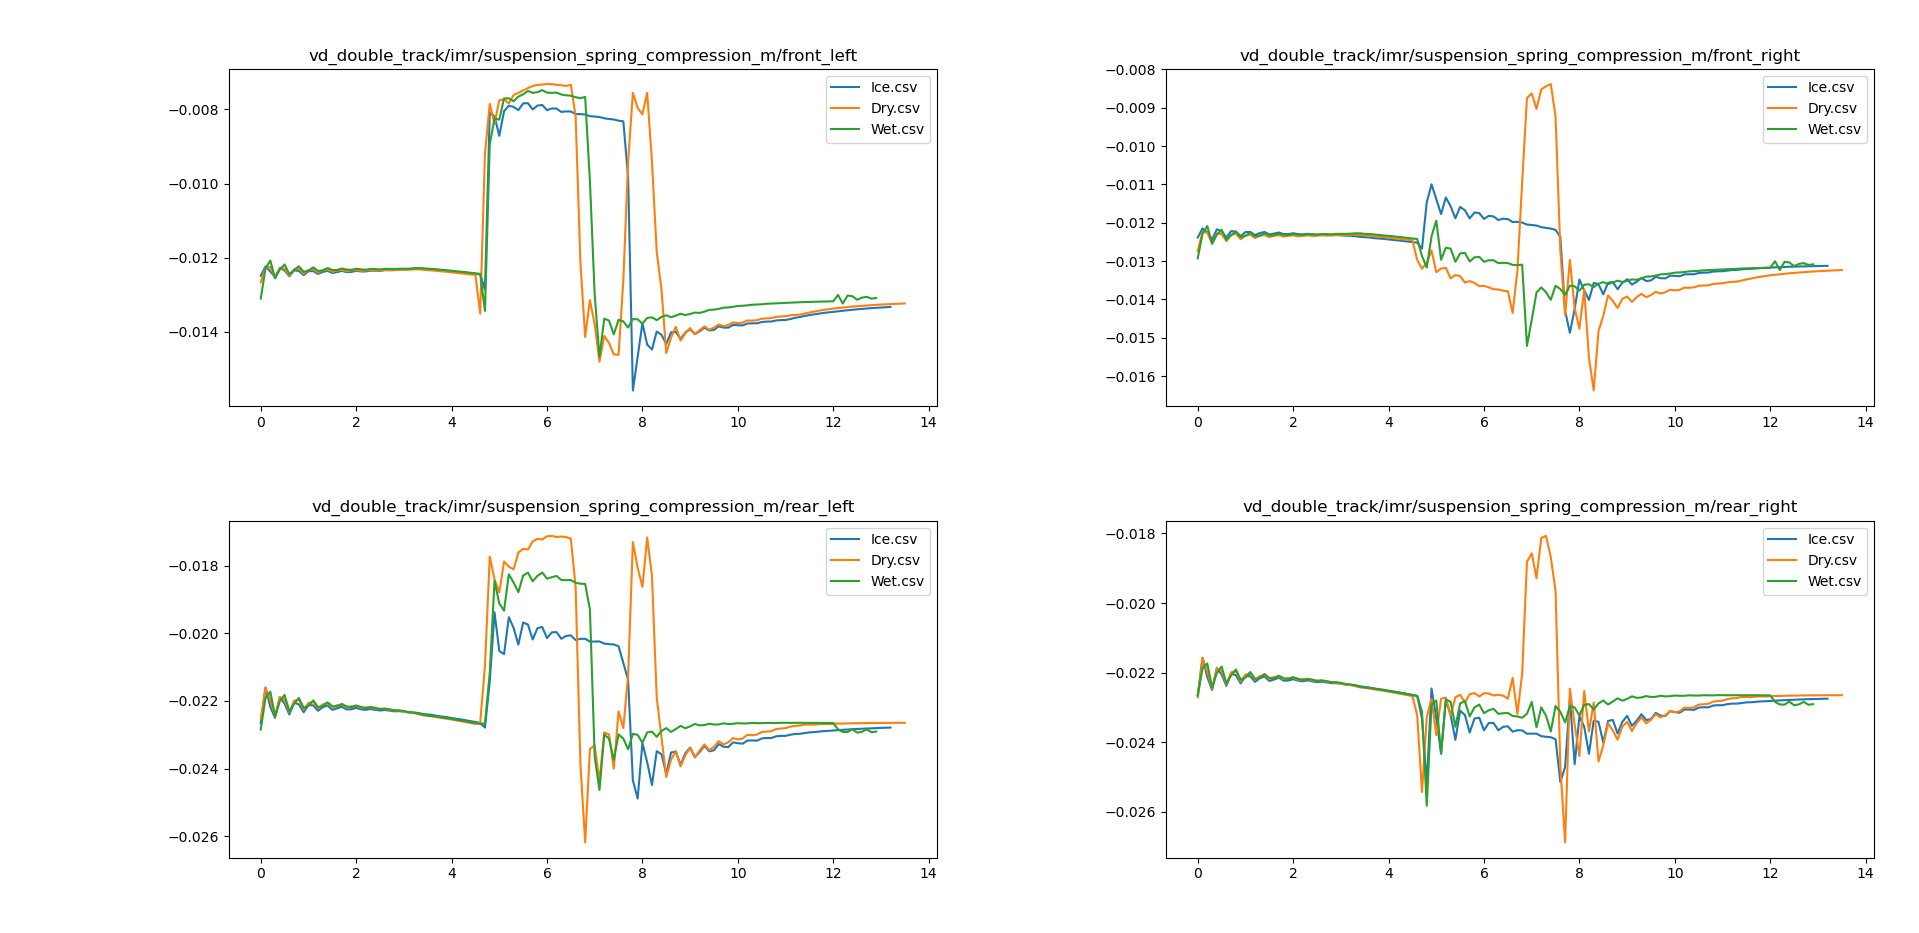 vd_double_track/imr/suspension_spring_compression_m/front_left
−0.008
−0.010
−0.012
−0.014
0 2 4 6 8 10 12 14
Ice.csv
Dry.csv
Wet.csv
vd_double_track/imr/suspension_spring_compression_m/front_right
−0.008
−0.009
−0.010
−0.011
−0.012
−0.013
−0.014
−0.015
−0.016
0 2 4 6 8 10 12 14
Ice.csv
Dry.csv
Wet.csv
vd_double_track/imr/suspension_spring_compression_m/rear_left
−0.018
−0.020
−0.022
−0.024
−0.026
0 2 4 6 8 10 12 14
Ice.csv
Dry.csv
Wet.csv
vd_double_track/imr/suspension_spring_compression_m/rear_right
−0.018
−0.020
−0.022
−0.024
−0.026
0 2 4 6 8 10 12 14
Ice.csv
Dry.csv
Wet.csv